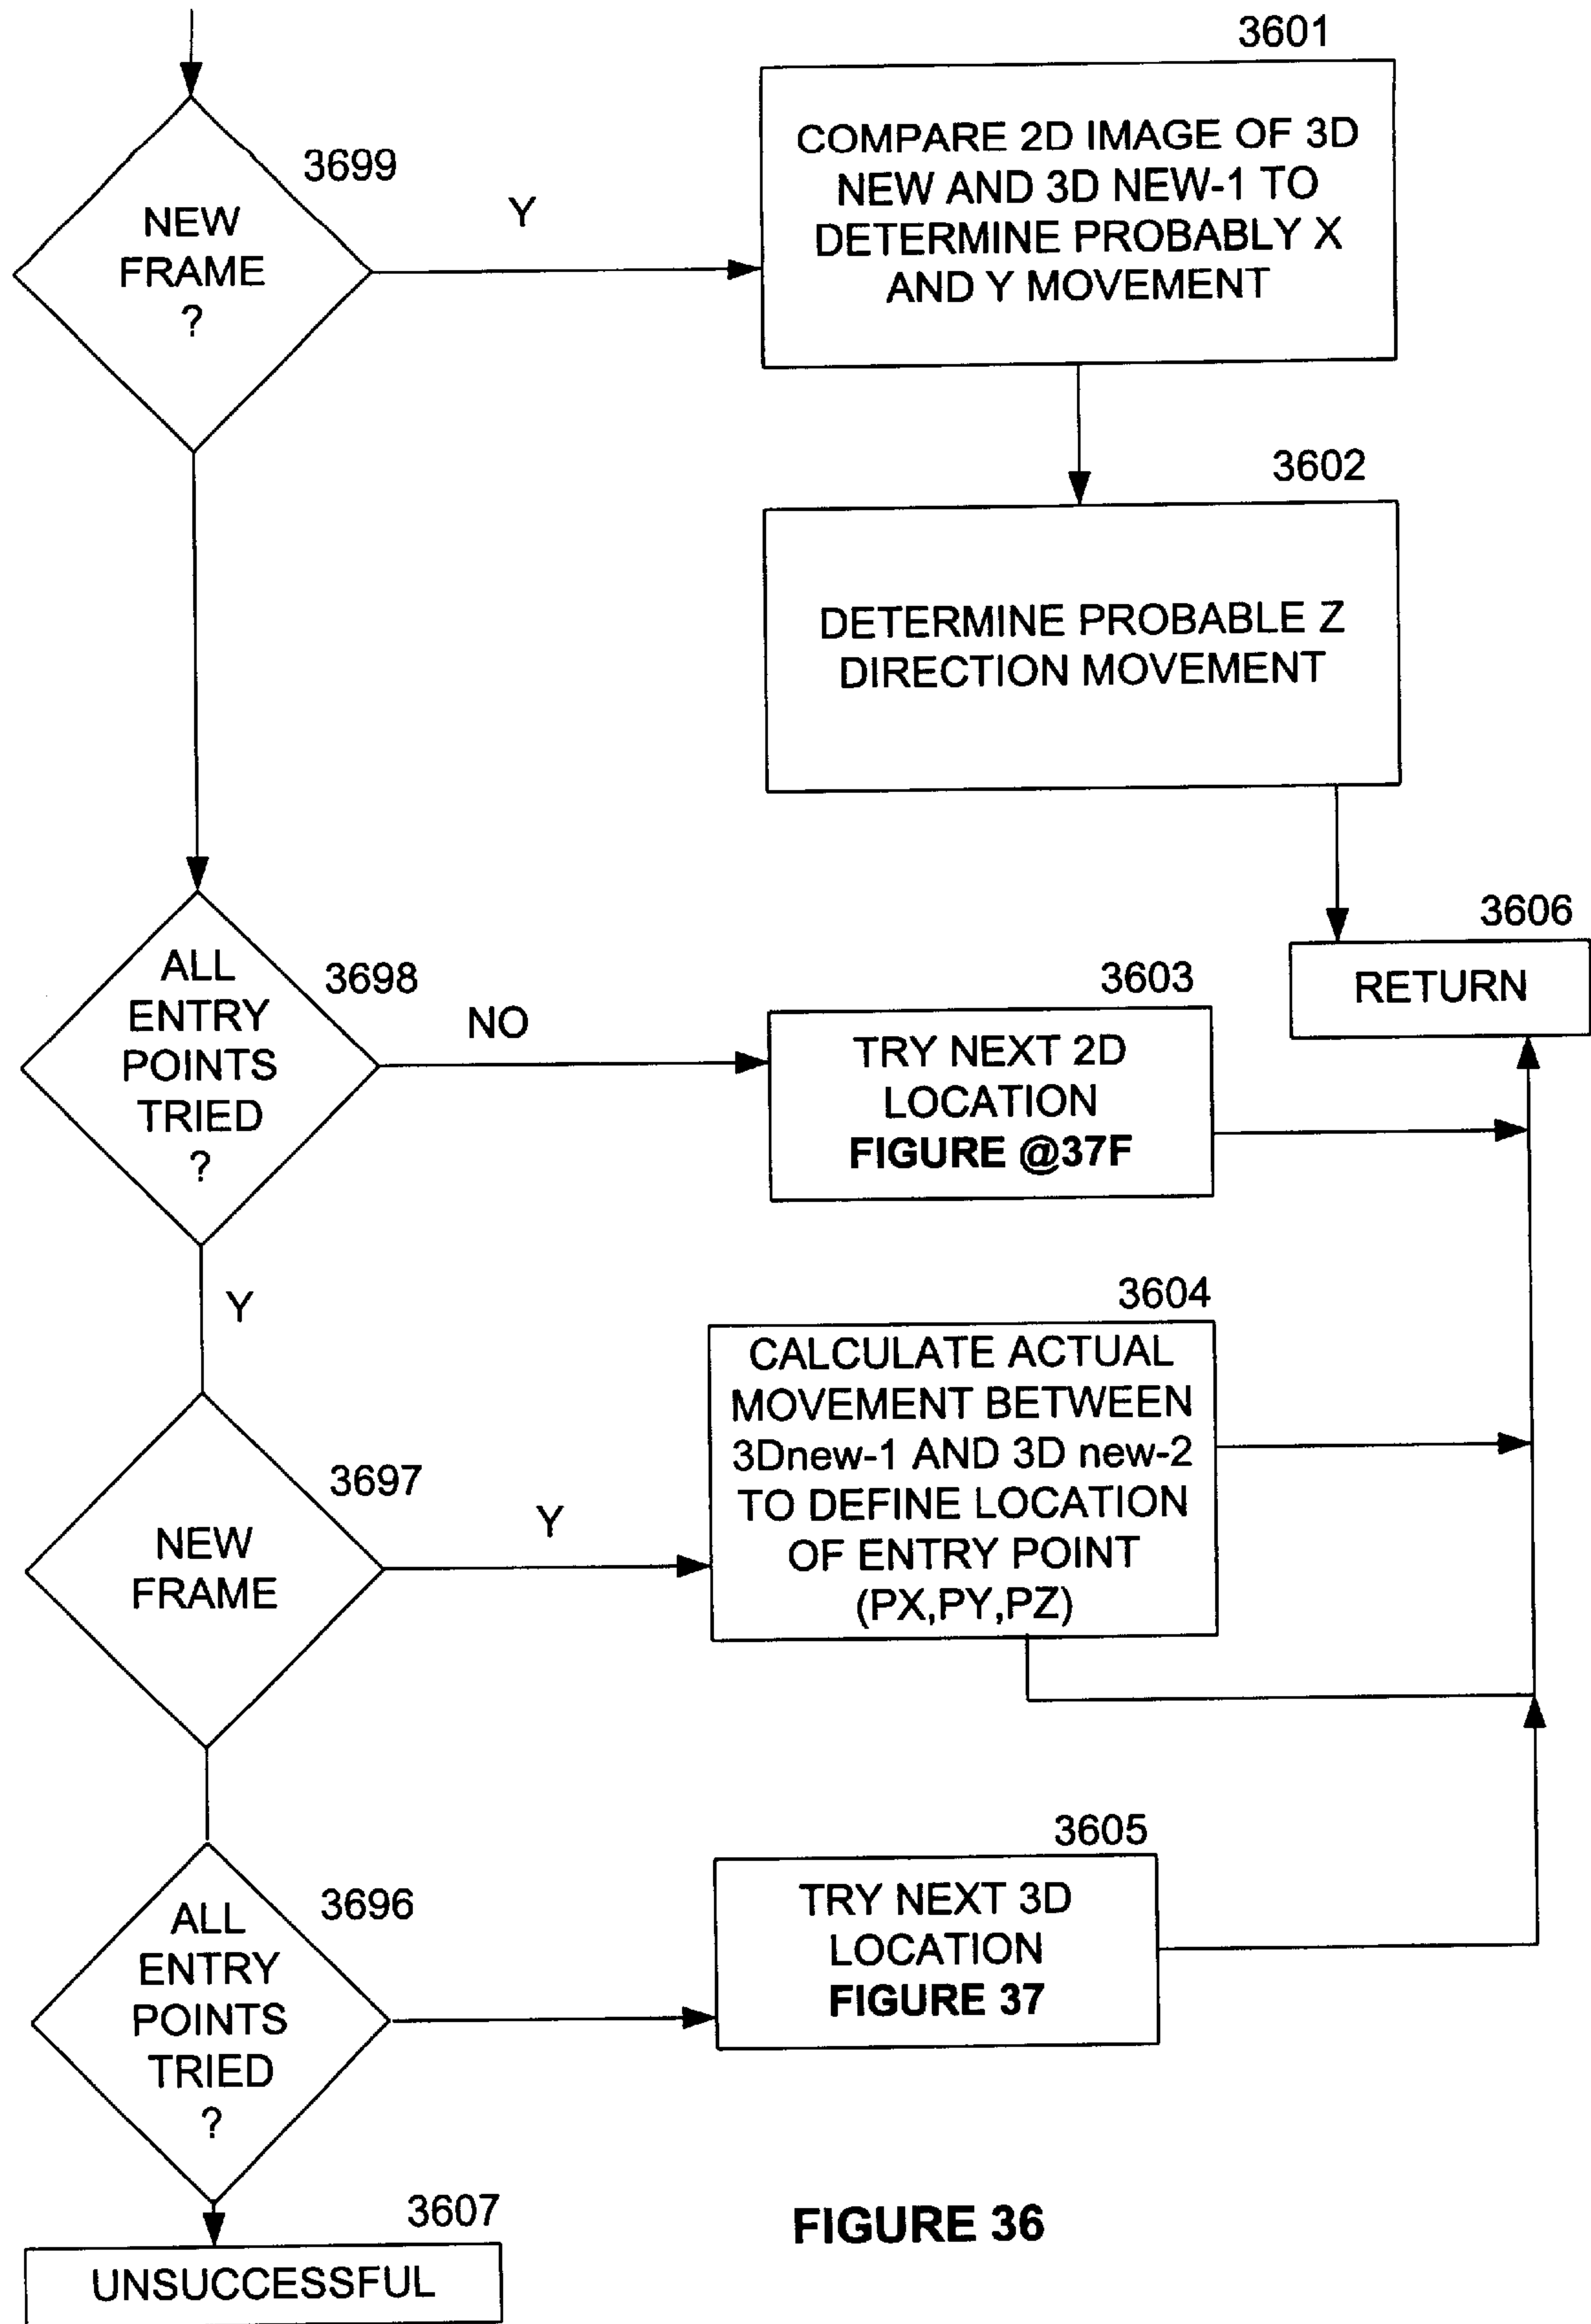 3601
COMPARE 2D IMAGE OF 3D
NEW AND 3D NEW-1 TO
DETERMINE PROBABLY X
AND Y MOVEMENT
3699
NEW
FRAME
?
Y
3602
DETERMINE PROBABLE Z
DIRECTION MOVEMENT
3606
RETURN
ALL
ENTRY
POINTS
TRIED
?
3698
NO
3603
TRY NEXT 2D
LOCATION
FIGURE @37F
Y
3604
CALCULATE ACTUAL
MOVEMENT BETWEEN
3Dnew-1 AND 3D new-2
TO DEFINE LOCATION
OF ENTRY POINT
(PX,PY,PZ)
3697
NEW
FRAME
Y
3605
TRY NEXT 3D
LOCATION
FIGURE 37
3696
ALL
ENTRY
POINTS
TRIED
?
3607
UNSUCCESSFUL
FIGURE 36